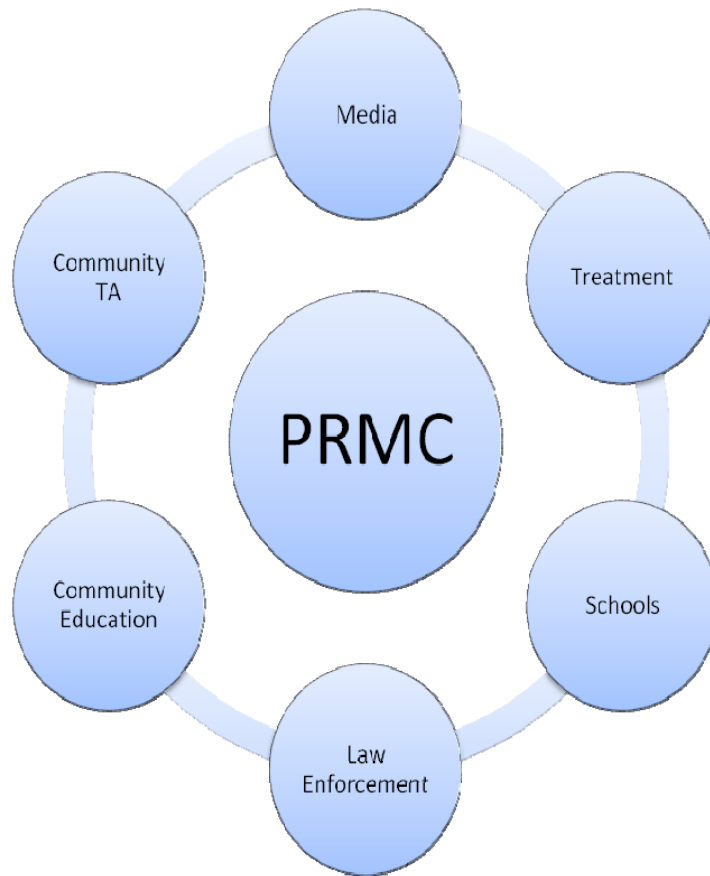 Media
Community
TA
Treatment
PRMC
Community
Education
Schools
Law
Enforcement